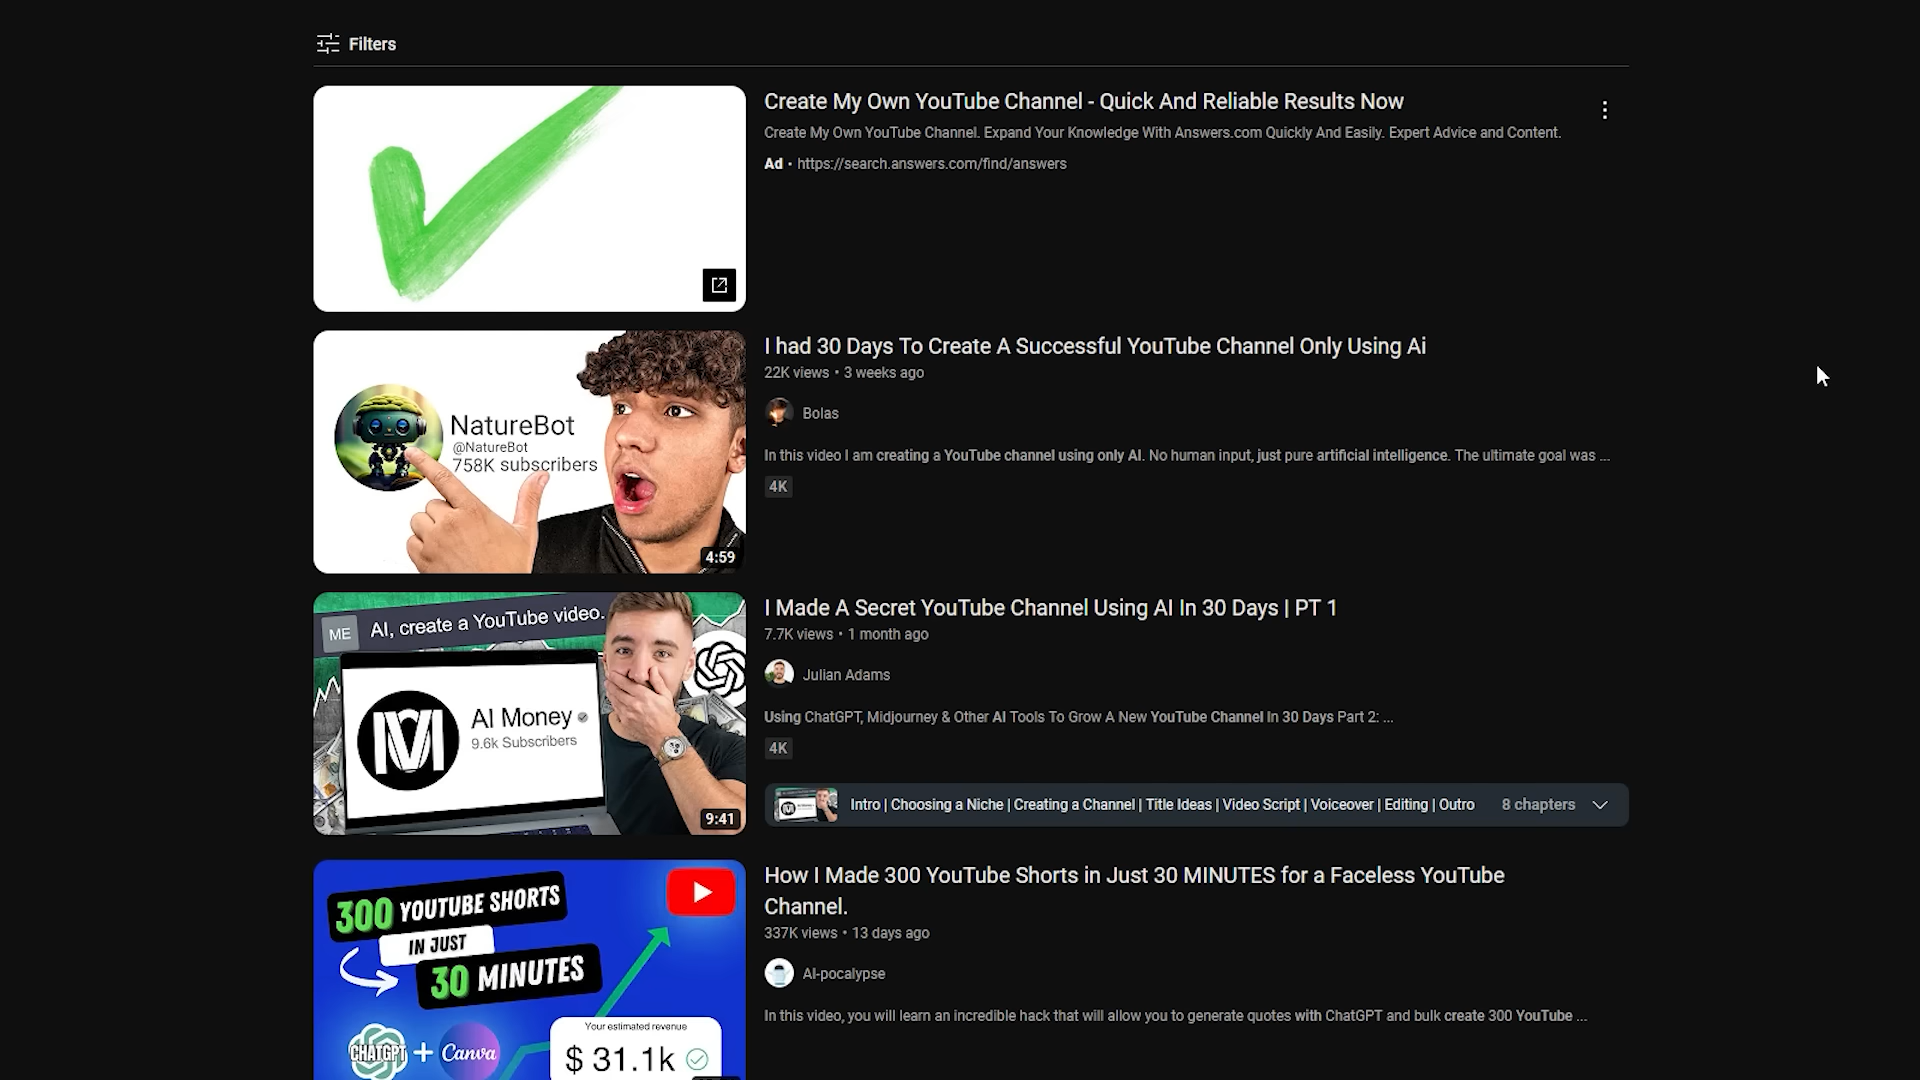 Filters
Create My Own YouTube Channel - Quick And Reliable Results Now
Create My Own YouTube Channel. Expand Your Knowledge With Answers.com Quickly And Easily. Expert Advice and Content.
Ad · https://search.answers.com/find/answers
I had 30 Days To Create A Successful YouTube Channel Only Using Ai
22K views • 3 weeks ago
Bolas
In this video I am creating a YouTube channel using only AI. No human input, just pure artificial intelligence. The ultimate goal was ...
4K
NatureBot
@NatureBot
758K subscribers
4:59
I Made A Secret YouTube Channel Using AI In 30 Days | PT 1
7.7K views • 1 month ago
Julian Adams
Using ChatGPT, Midjourney & Other AI Tools To Grow A New YouTube Channel In 30 Days Part 2: ...
4K
Intro | Choosing a Niche | Creating a Channel | Title Ideas | Video Script | Voiceover | Editing | Outro 8 chapters
ME AI, create a YouTube video.
AI Money
9.6k Subscribers
9:41
How I Made 300 YouTube Shorts in Just 30 MINUTES for a Faceless YouTube
Channel.
337K views • 13 days ago
AI-pocalypse
In this video, you will learn an incredible hack that will allow you to generate quotes with ChatGPT and bulk create 300 YouTube ...
300 YOUTUBE SHORTS
IN JUST
30 MINUTES
CHATGPT + Canva
Your estimated revenue
$ 31.1k